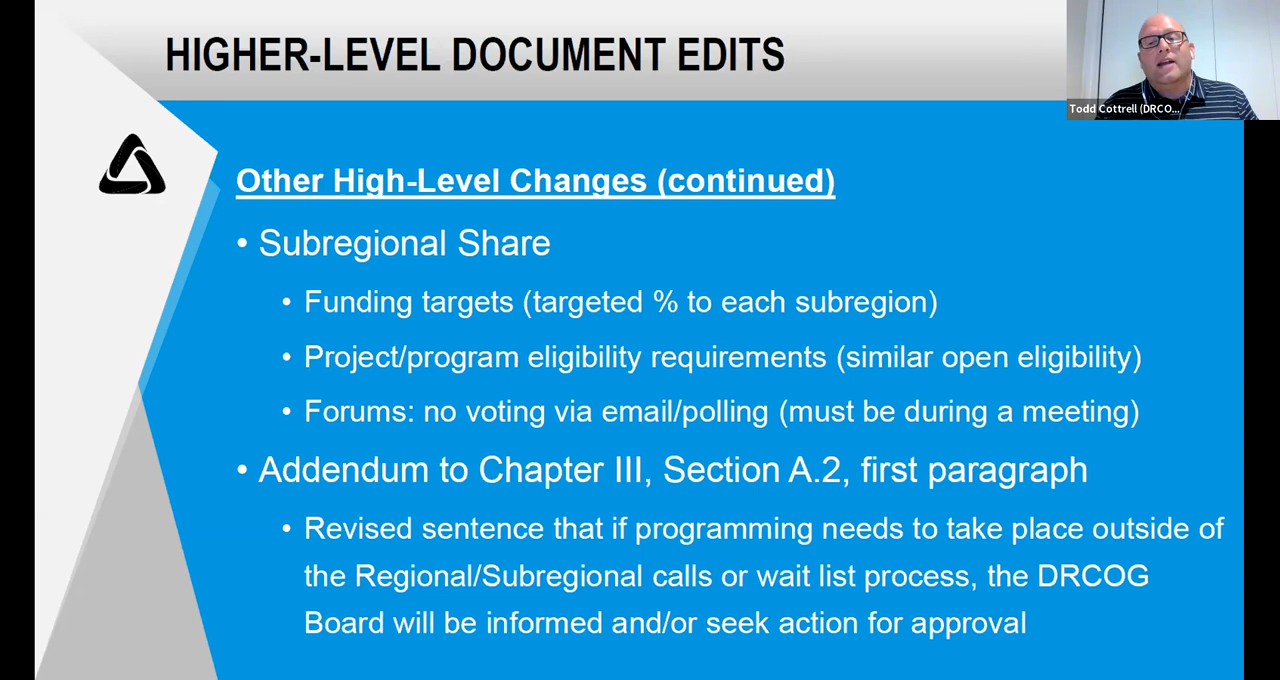 HIGHER-LEVEL DOCUMENT EDITS
Todd Cottrell (DRCO...
Other High-Level Changes (continued)
• Subregional Share
• Funding targets (targeted % to each subregion)
• Project/program eligibility requirements (similar open eligibility)
• Forums: no voting via email/polling (must be during a meeting)
• Addendum to Chapter III, Section A.2, first paragraph
• Revised sentence that if programming needs to take place outside of
the Regional/Subregional calls or wait list process, the DRCOG
Board will be informed and/or seek action for approval